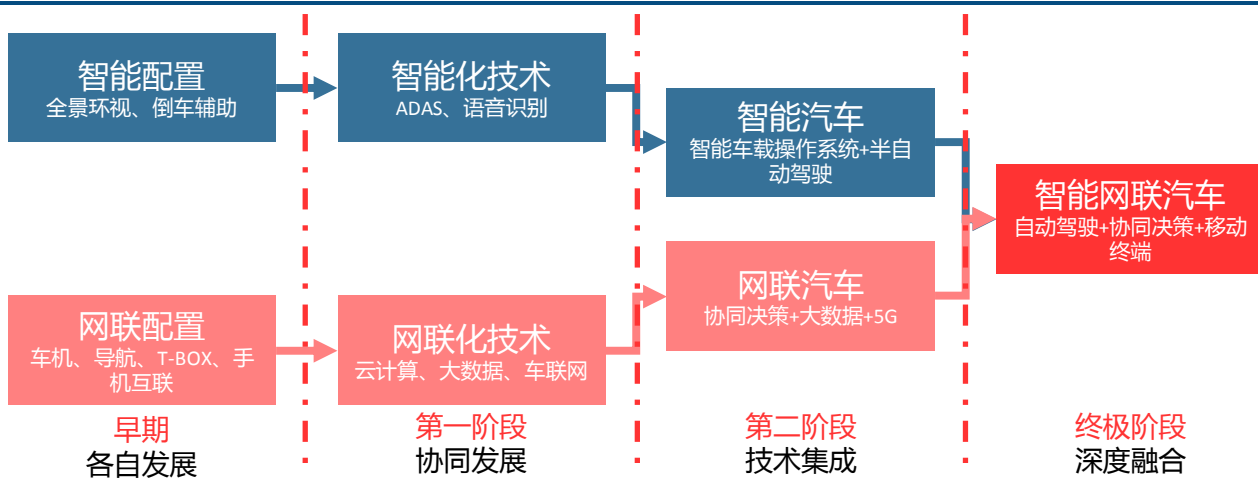 智能配置
全景环视、倒车辅助
智能化技术
ADAS、语音识别
智能汽车
智能车载操作系统+半自
动驾驶
智能网联汽车
自动驾驶+协同决策+移动
终端
网联配置
车机、导航、T-BOX、手
机互联
网联化技术
云计算、大数据、车联网
网联汽车
协同决策+大数据+5G
早期
各自发展
第一阶段
协同发展
第二阶段
技术集成
终极阶段
深度融合